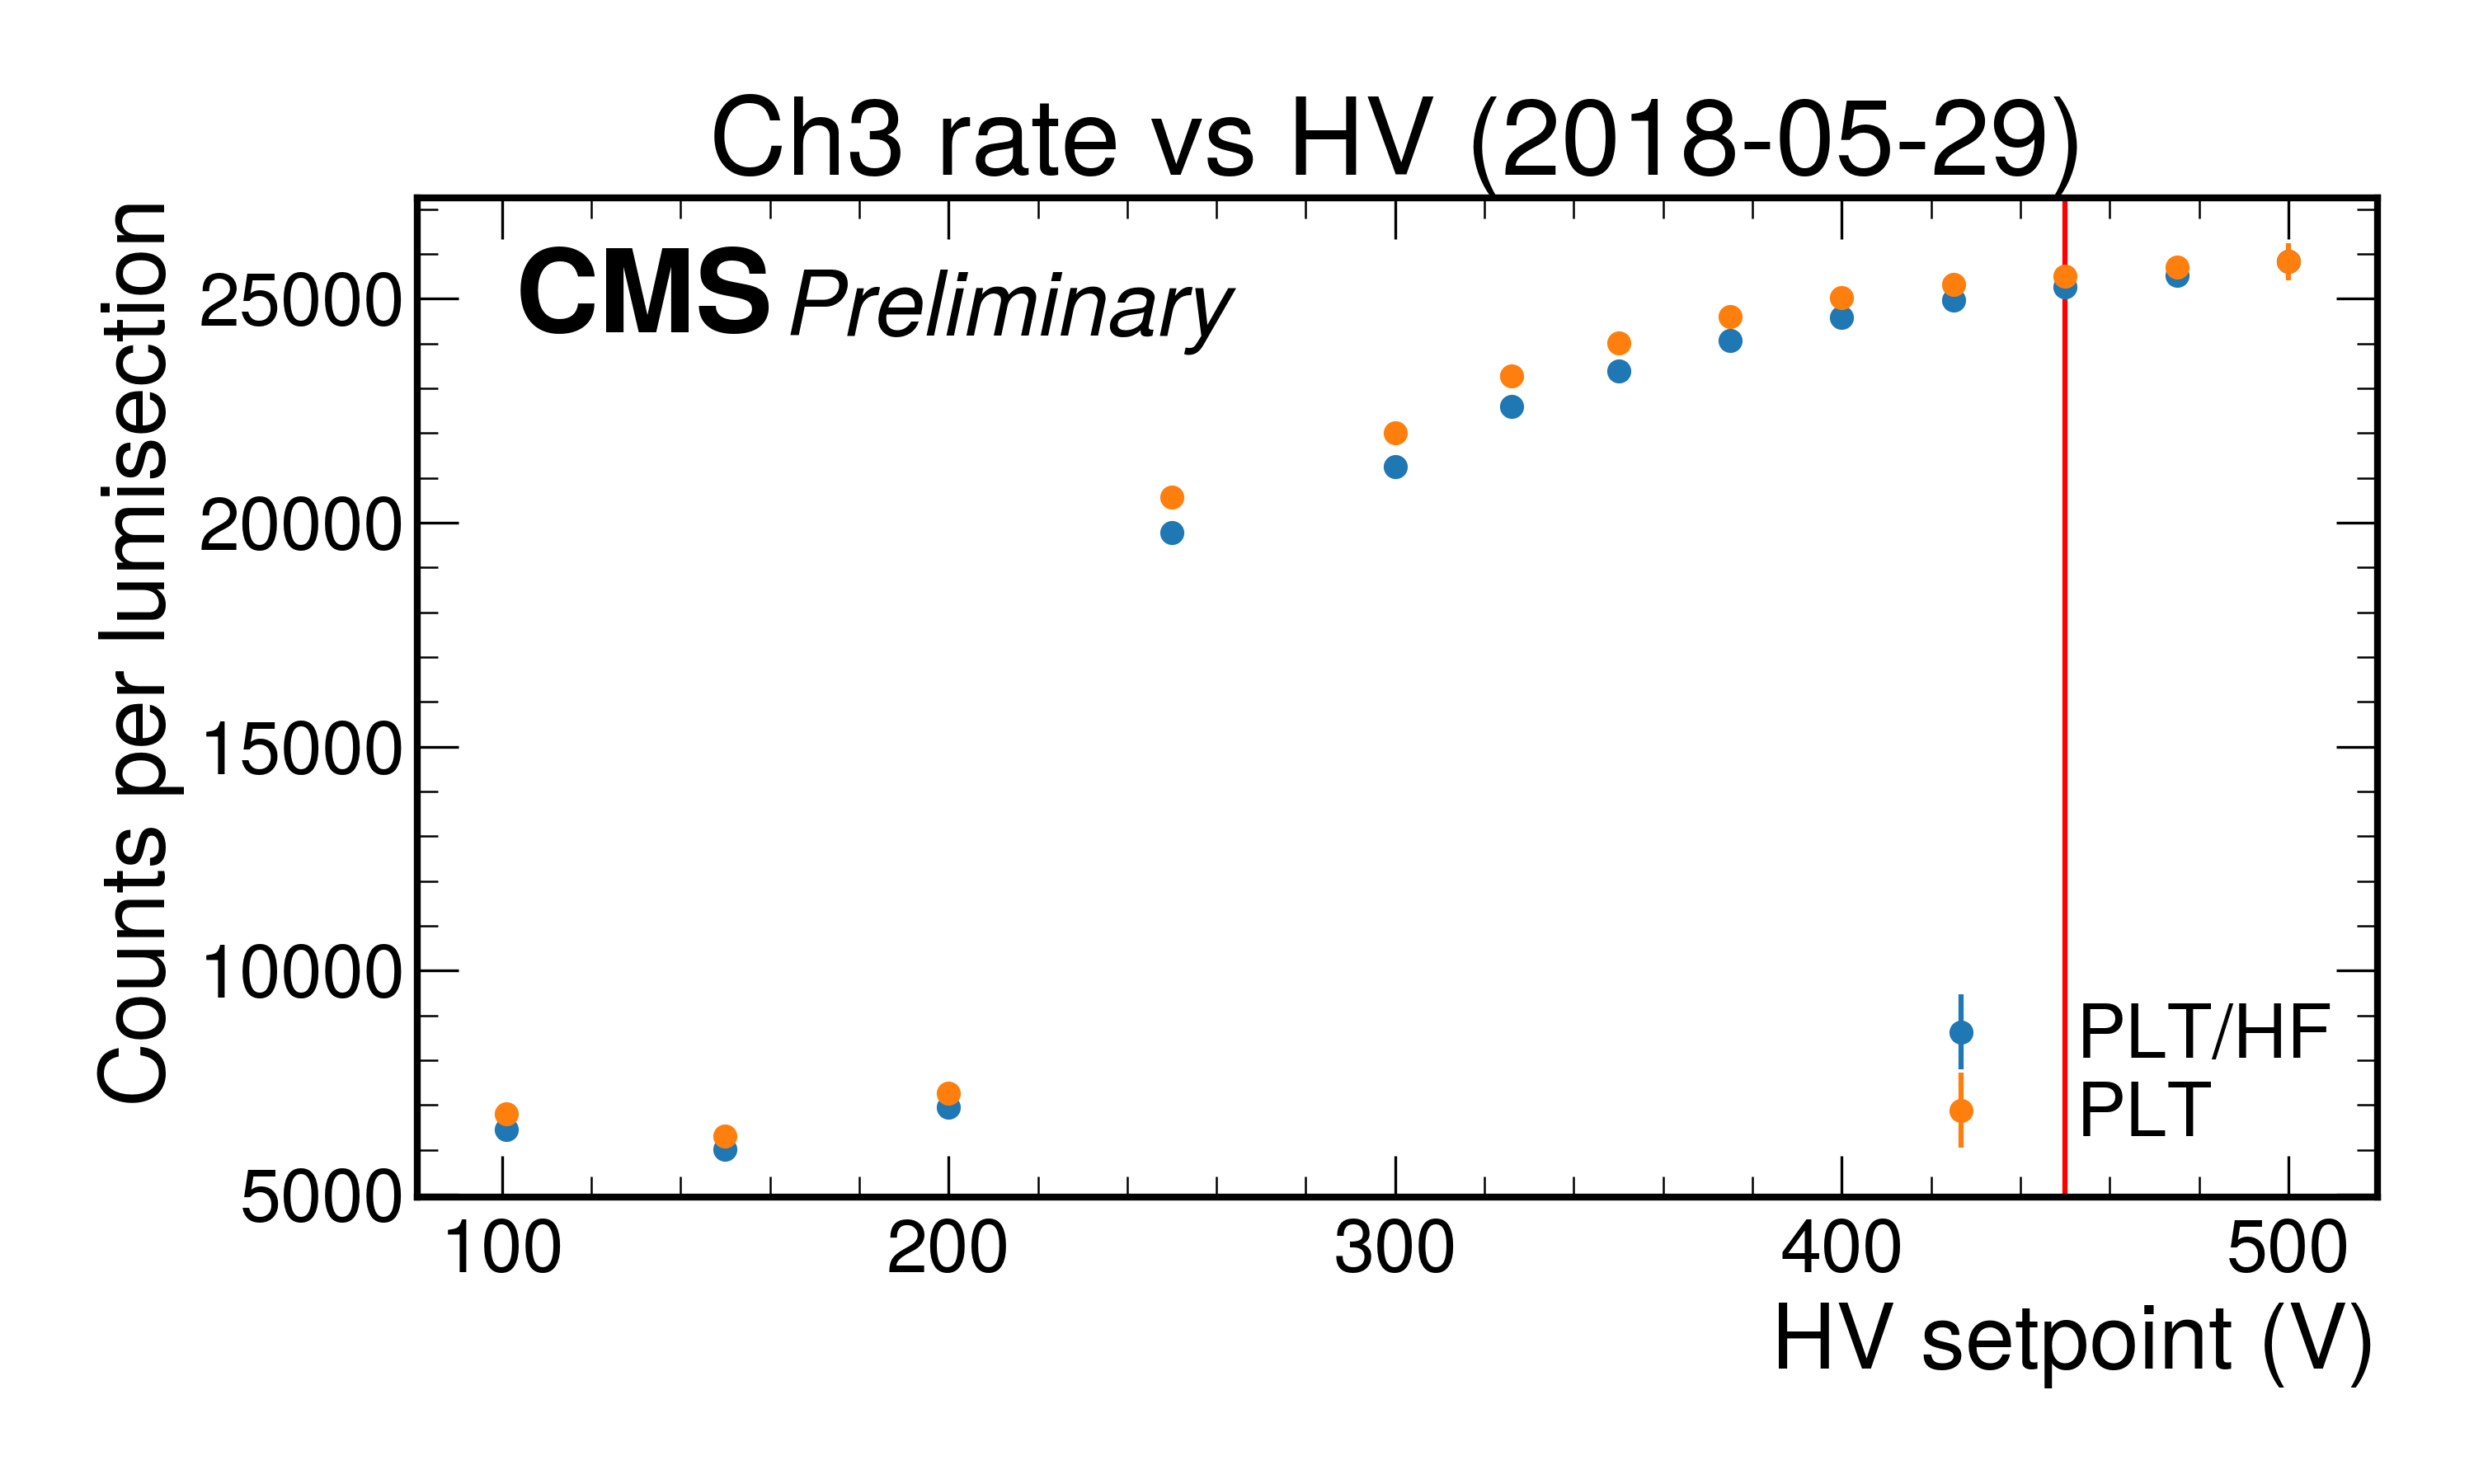 Ch3 rate vs HV (2018-05-29)
CMS Preliminary
Counts per lumisection
25000
20000
15000
10000
5000
PLT/HF
PLT
100 200 300 400 500
HV setpoint (V)